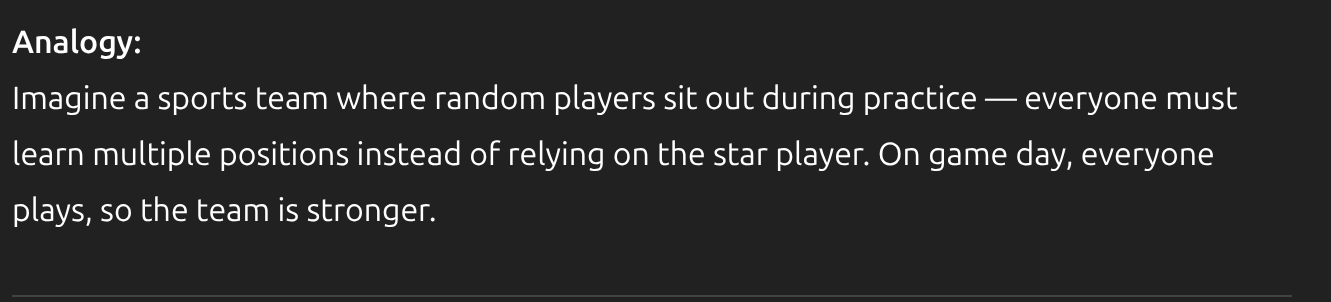 Analogy:
Imagine a sports team where random players sit out during practice — everyone must
learn multiple positions instead of relying on the star player. On game day, everyone
plays, so the team is stronger.